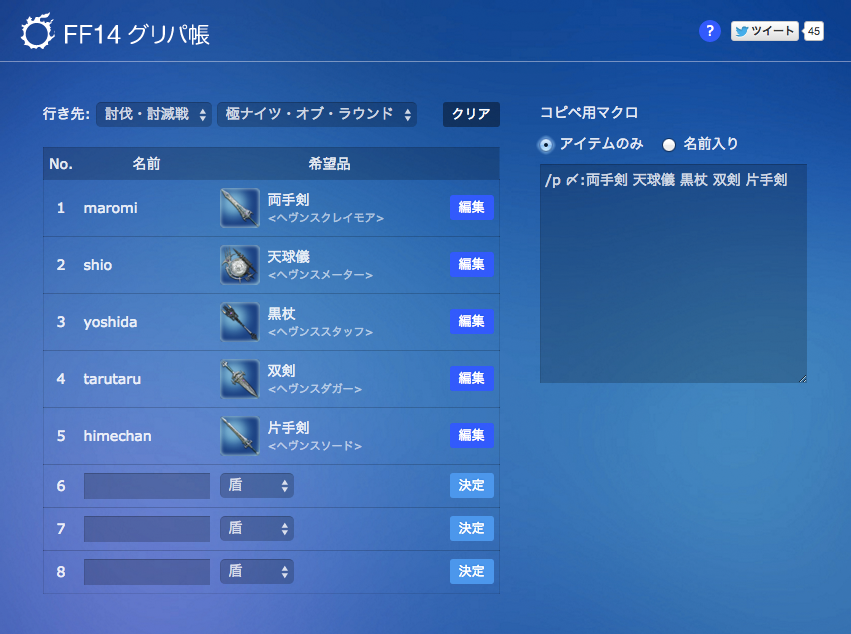 FF14 グリパ帳
? ツイート 45
行き先: 討伐・討滅戦 極ナイツ・オブ・ラウンド クリア
No. 名前 希望品
1 maromi 両手剣 編集
<ヘヴンスクレイモア>
2 shio 天球儀 編集
<ヘヴンスメーター>
3 yoshida 黒杖 編集
<ヘヴンススタッフ>
4 tarutaru 双剣 編集
<ヘヴンスダガー>
5 himechan 片手剣 編集
<ヘヴンスソード>
6 盾 決定
7 盾 決定
8 盾 決定
コピペ用マクロ
アイテムのみ 名前入り
/p 〆:両手剣 天球儀 黒杖 双剣 片手剣